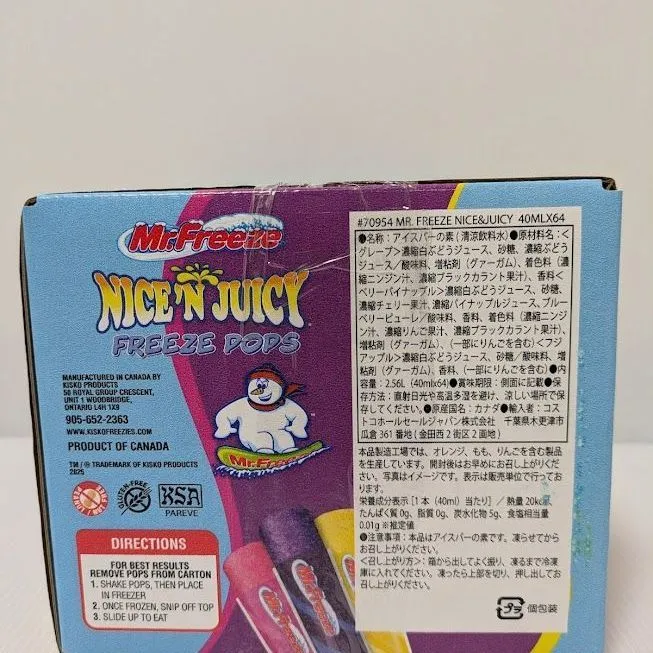 Mr.Freeze
NICE 'N JUICY
FREEZE POPS
MANUFACTURED IN CANADA BY
KISKO PRODUCTS
50 ROYAL GROUP CRESCENT,
UNIT 1 WOODBRIDGE,
ONTARIO L4H 1X9
905-652-2363
WWW.KISKOFREEZIES.COM
PRODUCT OF CANADA
TM / ® TRADEMARK OF KISKO PRODUCTS
2025
GLUTEN-FREE
KSA
PAREVE
DIRECTIONS
FOR BEST RESULTS
REMOVE POPS FROM CARTON
1. SHAKE POPS, THEN PLACE
IN FREEZER
2. ONCE FROZEN, SNIP OFF TOP
3. SLIDE UP TO EAT
Mr.Freeze
Mr.Freeze
#70954 MR. FREEZE NICE&JUICY 40MLX64
●名称：アイスバーの素 (清涼飲料水)●原材料名：<
グレープ>濃縮白ぶどうジュース、砂糖、濃縮ぶどう
ジュース／酸味料、増粘剤（グァーガム）、着色料（濃
縮ニンジン汁、濃縮ブラックカラント果汁）、香料<
ベリーパイナップル>濃縮白ぶどうジュース、砂糖、
濃縮チェリー果汁、濃縮パイナップルジュース、ブルー
ベリーピューレ／酸味料、香料、着色料（濃縮ニンジ
ン汁、濃縮りんご果汁、濃縮ブラックカラント果汁）、
増粘剤（グァーガム）、（一部にりんごを含む）<フジ
アップル>濃縮白ぶどうジュース、砂糖／酸味料、増
粘剤（グァーガム）、香料、（一部にりんごを含む）●内
容量：2.56L (40mlx64)●賞味期限：側面に記載●保
存方法：直射日光や高温多湿を避け、涼しい場所で保
存してください。●原産国名：カナダ●輸入者：コス
トコホールセールジャパン株式会社　千葉県木更津市
瓜倉 361 番地 ( 金田西 2 街区 2 画地 )
本品製造工場では、オレンジ、もも、りんごを含む製品
を生産しています。開封後はお早めにお召し上がりくだ
さい。写真はイメージです。表示は販売単位で行ってお
ります。
栄養成分表示 [1 本（40ml）当たり] ／熱量 20kcal、
たんぱく質 0g、脂質 0g、炭水化物 5g、食塩相当量
0.01g ※推定値
●注意事項：本品はアイスバーの素です。凍らせてから
お召し上がりください。
<召し上がり方>：箱から出してよく振り、凍るまで冷凍
庫に入れてください。凍ったら上部を切り、押し出してお
召し上がりください。
プラ 個包装